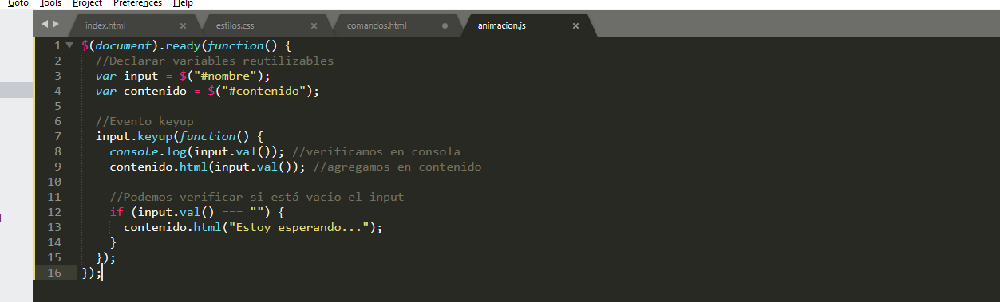 Goto Tools Project Preferences Help
index.html × estilos.css × comandos.html animacion.js ×
1 $(document).ready(function() {
2 //Declarar variables reutilizables
3 var input = $("#nombre");
4 var contenido = $("#contenido");
5
6 //Evento keyup
7 input.keyup(function() {
8 console.log(input.val()); //verificamos en consola
9 contenido.html(input.val()); //agregamos en contenido
10
11 //Podemos verificar si está vacio el input
12 if (input.val() === "") {
13 contenido.html("Estoy esperando...");
14 }
15 });
16 });